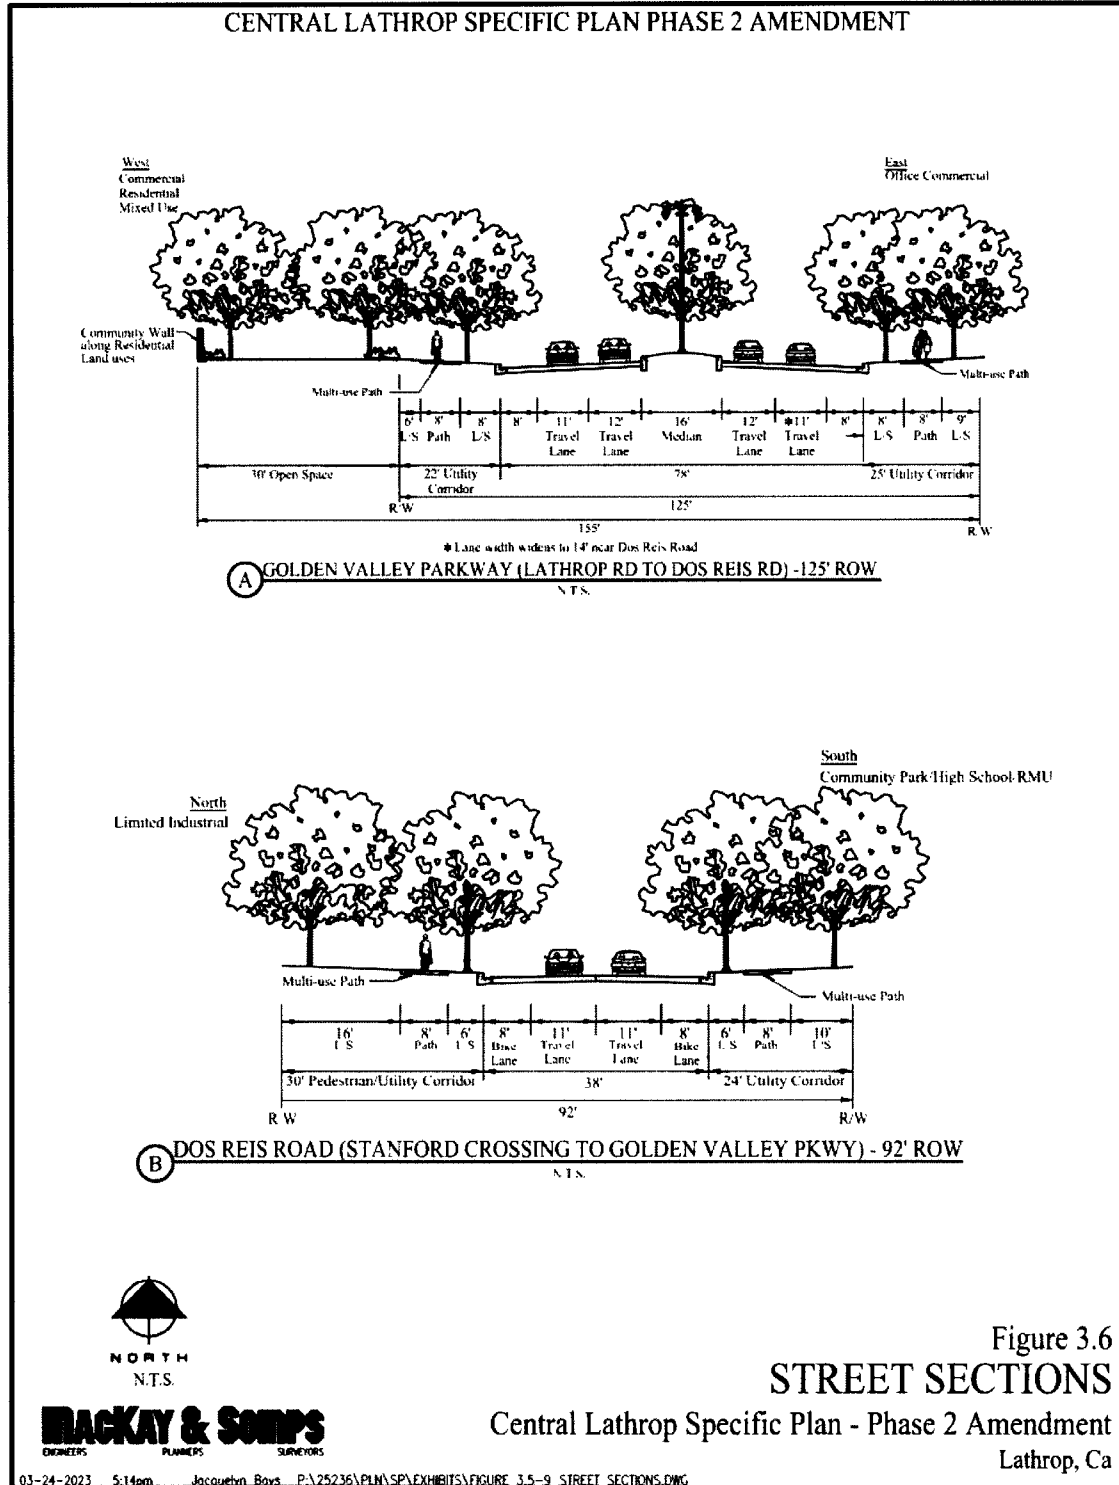 CENTRAL LATHROP SPECIFIC PLAN PHASE 2 AMENDMENT
West
Commercial
Residential
Mixed Use
East
Office Commercial
Community Wall
along Residential
Land uses
Multi-use Path
Multi-use Path
6' 8' 8' 8' 11' 12' 16' 12' *11' 8' 8' 8' 9'
L/S Path L/S Travel Travel Median Travel Travel L/S Path L/S
Lane Lane Lane Lane
30' Open Space 22' Utility 78' 25' Utility Corridor
Corridor
R/W 125'
155' R/W
* Lane width widens to 14' near Dos Reis Road
A GOLDEN VALLEY PARKWAY (LATHROP RD TO DOS REIS RD) -125' ROW
N.T.S.
South
Community Park/High School/RMU
North
Limited Industrial
Multi-use Path
Multi-use Path
16' 8' 6' 8' 11' 11' 8' 6' 8' 10'
L/S Path L/S Bike Travel Travel Bike L/S Path L/S
Lane Lane Lane Lane
30' Pedestrian/Utility Corridor 38' 24' Utility Corridor
92'
R/W R/W
B DOS REIS ROAD (STANFORD CROSSING TO GOLDEN VALLEY PKWY) - 92' ROW
N.T.S.
NORTH
N.T.S.
Figure 3.6
STREET SECTIONS
Central Lathrop Specific Plan - Phase 2 Amendment
Lathrop, Ca
MACKAY & SOMPS
ENGINEERS PLANNERS SURVEYORS
03-24-2023 5:14pm Jacquelyn Bays P:\25236\PLN\SP\EXHIBITS\FIGURE 3.5-9 STREET SECTIONS.DWG